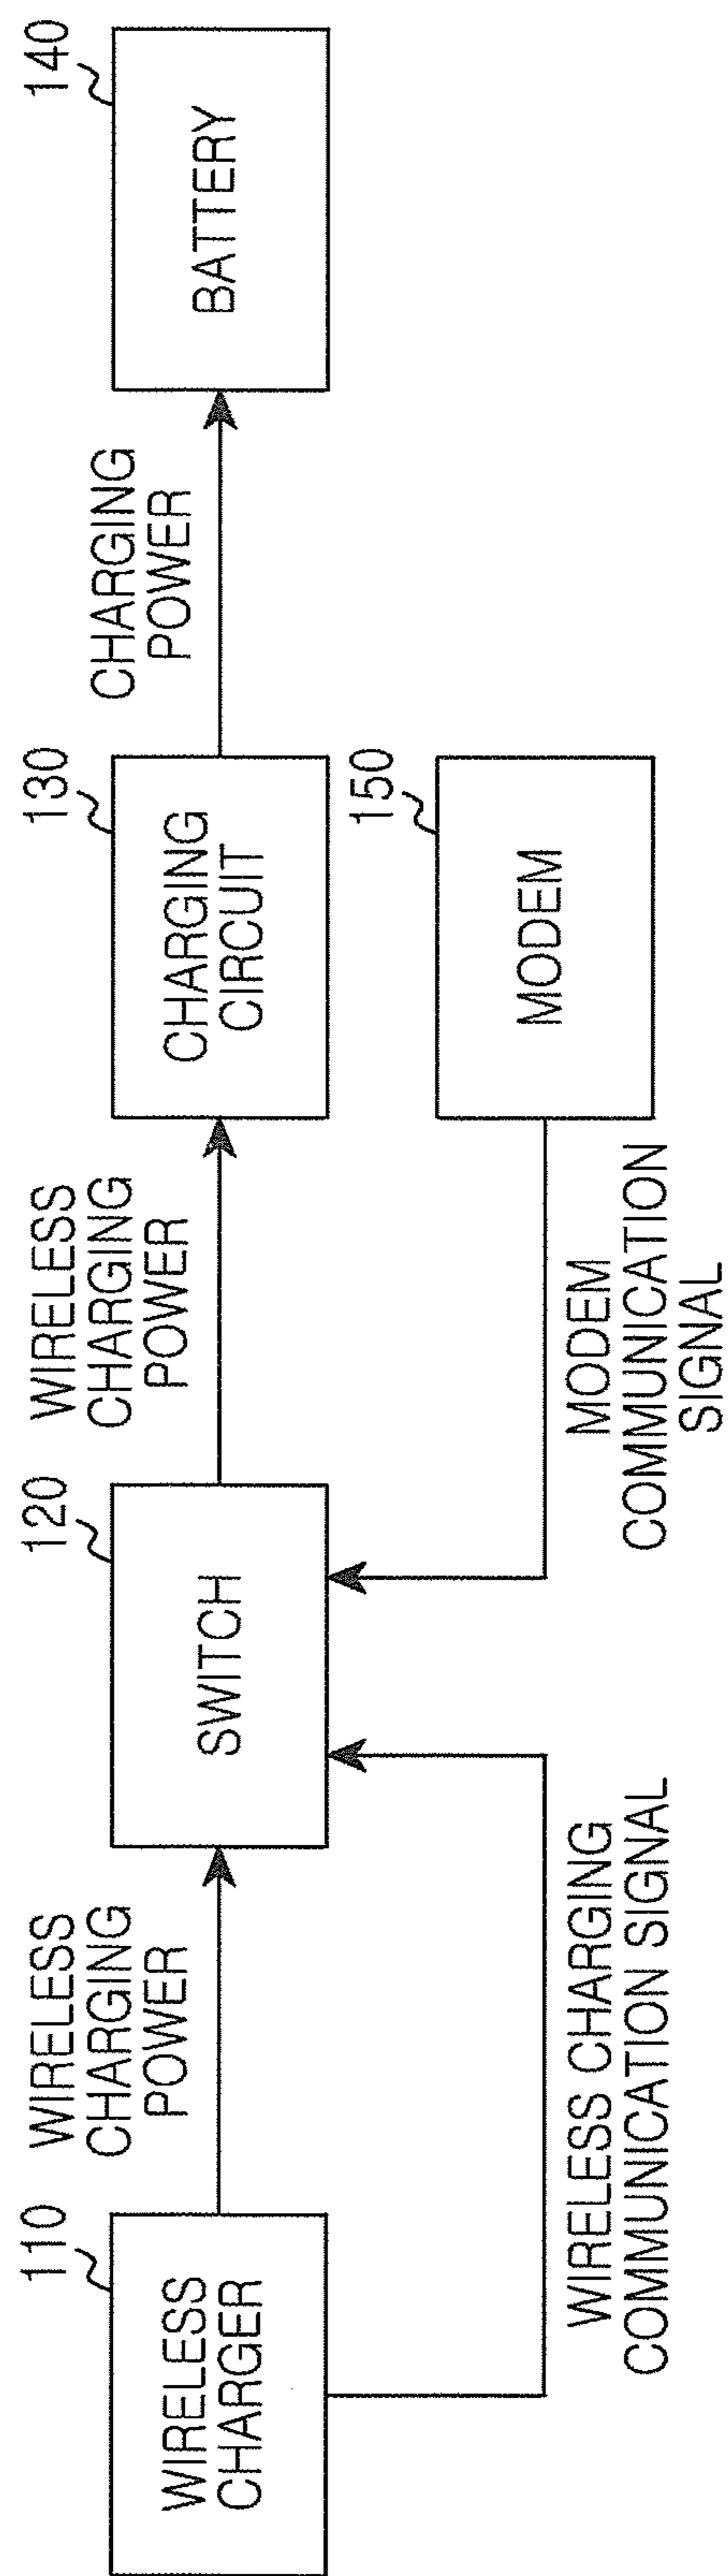 110
WIRELESS
CHARGER
WIRELESS
CHARGING
POWER
120
SWITCH
WIRELESS
CHARGING
POWER
130
CHARGING
CIRCUIT
CHARGING
POWER
140
BATTERY
WIRELESS CHARGING
COMMUNICATION SIGNAL
MODEM
COMMUNICATION
SIGNAL
150
MODEM